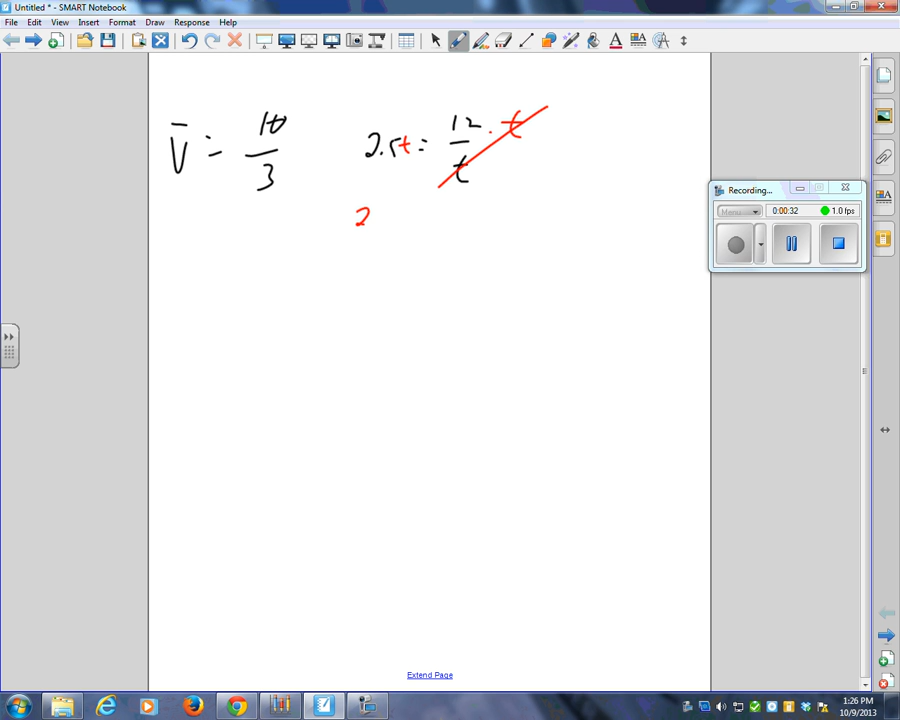 Untitled * - SMART Notebook
File Edit View Insert Format Draw Response Help
V̄ = 10/3
2.5t = 12/t · t
2
Recording...
Menu
0:00:32
1.0 fps
Extend Page
1:26 PM
10/9/2013